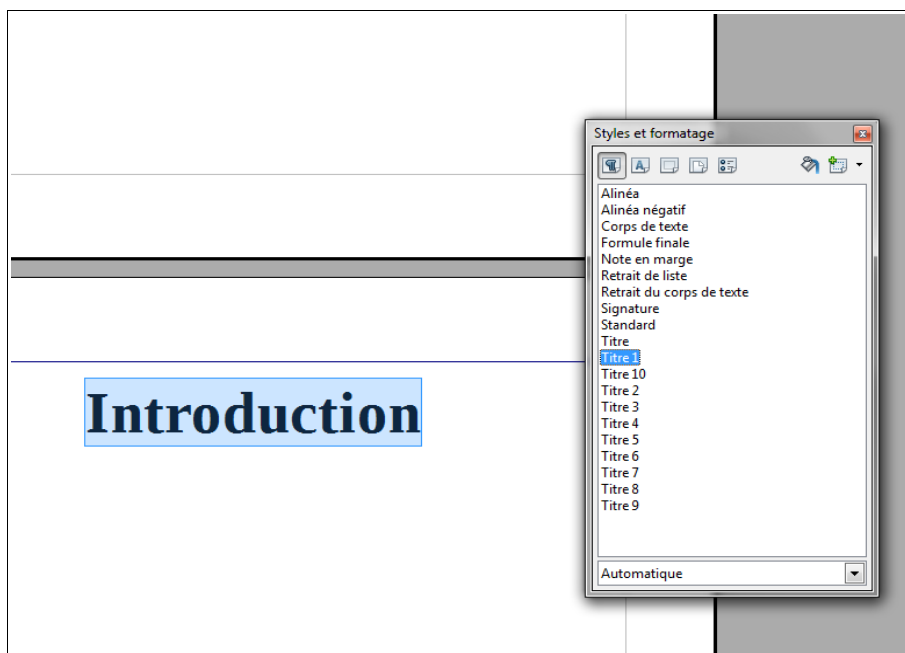 Styles et formatage
Alinéa
Alinéa négatif
Corps de texte
Formule finale
Note en marge
Retrait de liste
Retrait du corps de texte
Signature
Standard
Titre
Titre 1
Titre 10
Titre 2
Titre 3
Titre 4
Titre 5
Titre 6
Titre 7
Titre 8
Titre 9
Automatique
Introduction